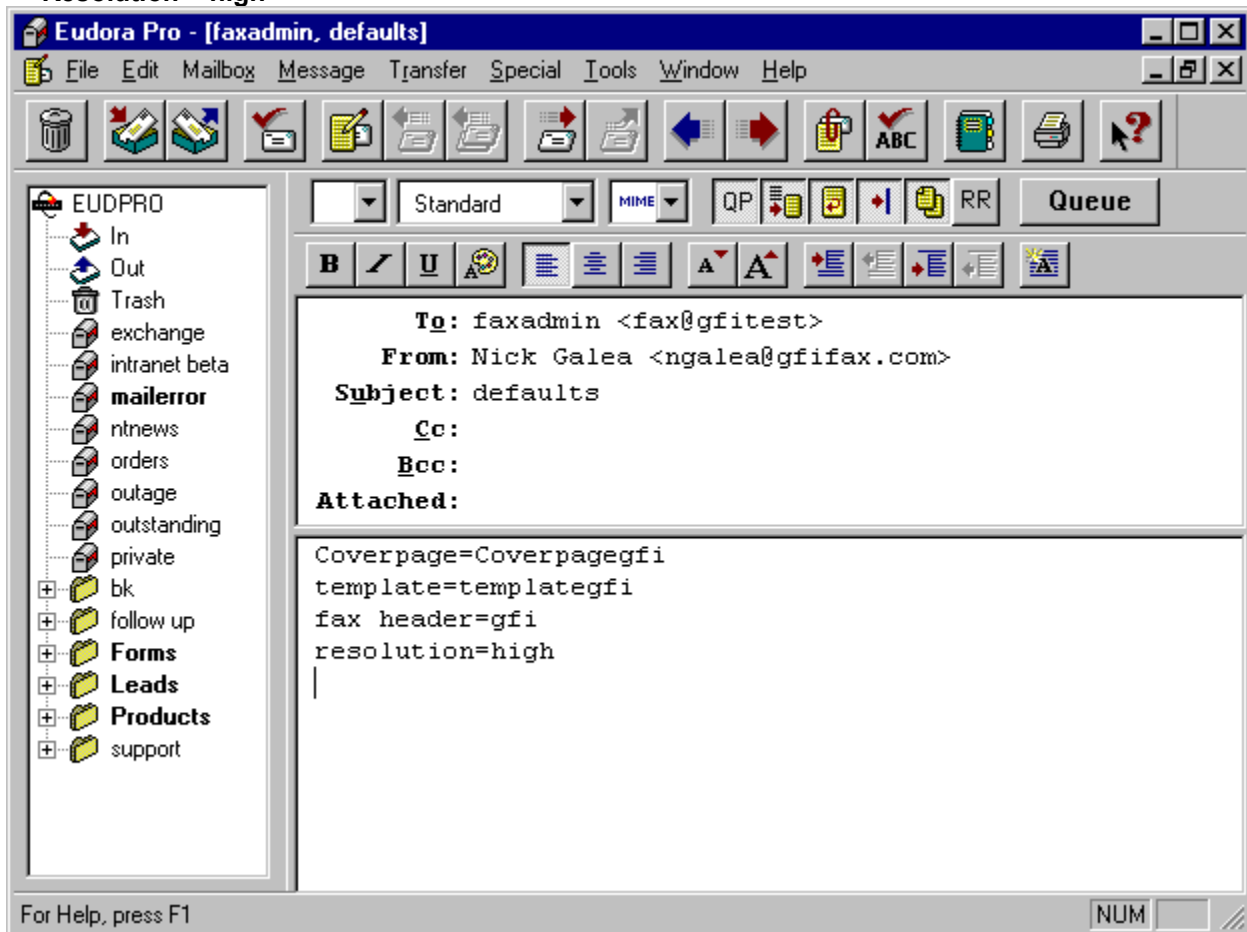 Eudora Pro - [faxadmin, defaults]
File Edit Mailbox Message Transfer Special Tools Window Help
ABC
EUDPRO
In
Out
Trash
exchange
intranet beta
mailerror
ntnews
orders
outage
outstanding
private
bk
follow up
Forms
Leads
Products
support
Standard MIME QP RR Queue
B I U A A A A
To: faxadmin <fax@gfitest>
From: Nick Galea <ngalea@gfifax.com>
Subject: defaults
Cc:
Bcc:
Attached:
Coverpage=Coverpagegfi
template=templategfi
fax header=gfi
resolution=high
For Help, press F1
NUM